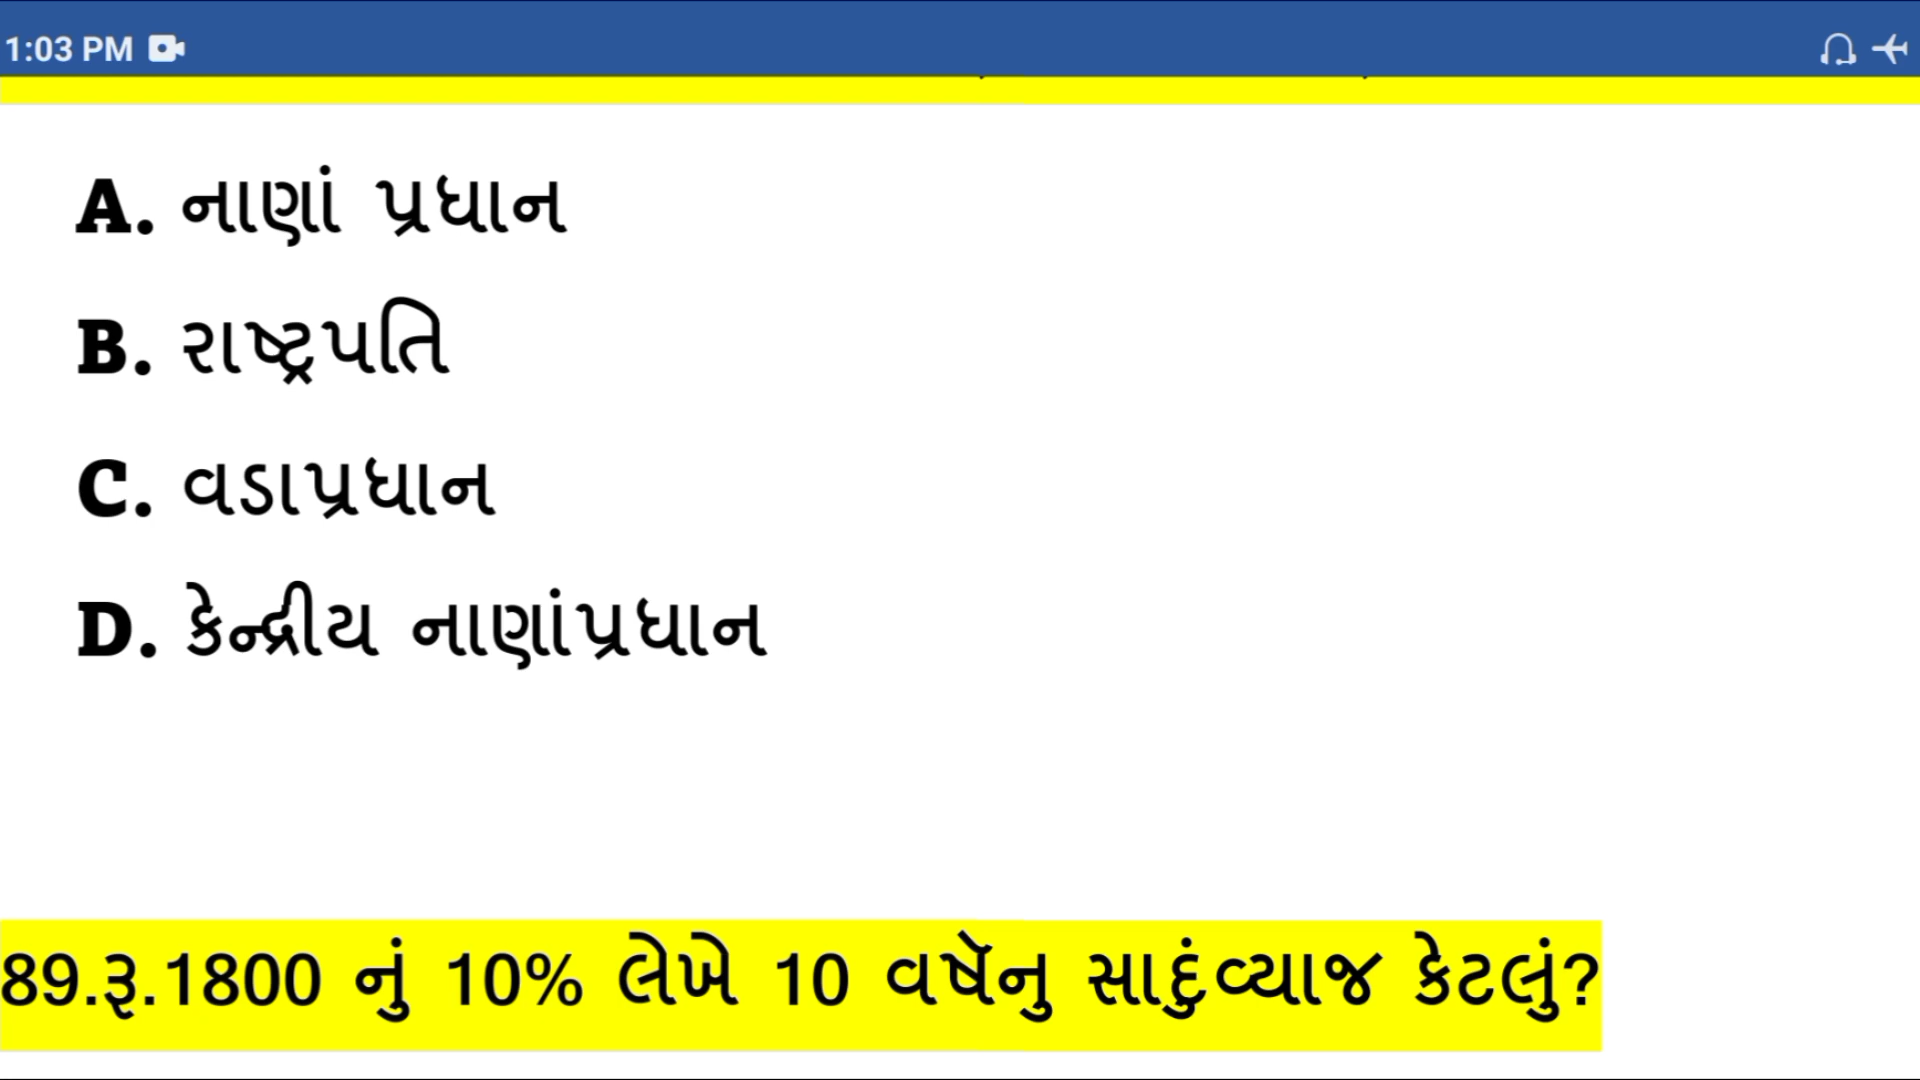 1:03 PM
A. નાણાં પ્રધાન
B. રાષ્ટ્રપતિ
C. વડાપ્રધાન
D. કેન્દ્રીય નાણાંપ્રધાન
89.રૂ.1800 નું 10% લેખે 10 વર્ષેનુ સાદુંવ્યાજ કેટલું?